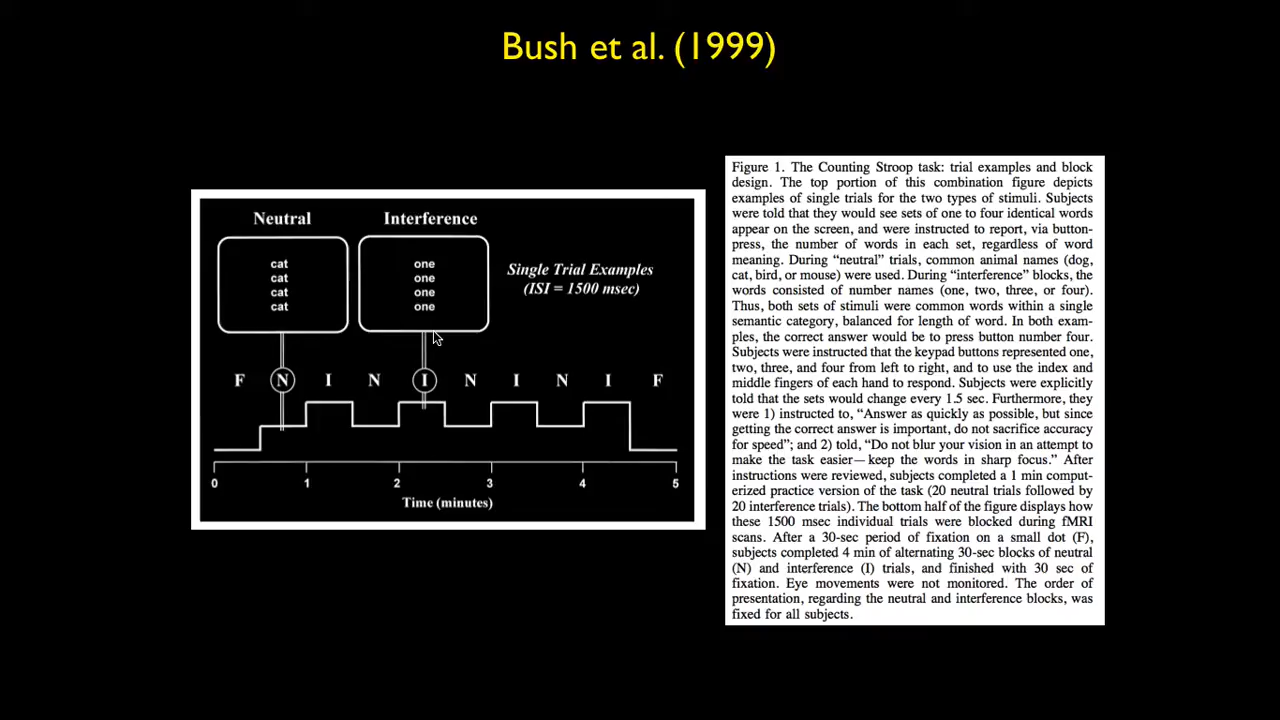 Bush et al. (1999)
Neutral
Interference
cat
cat
cat
cat
one
one
one
one
Single Trial Examples
(ISI = 1500 msec)
F N I N I N I N I F
0 1 2 3 4 5
Time (minutes)
Figure 1. The Counting Stroop task: trial examples and block
design. The top portion of this combination figure depicts
examples of single trials for the two types of stimuli. Subjects
were told that they would see sets of one to four identical words
appear on the screen, and were instructed to report, via button-
press, the number of words in each set, regardless of word
meaning. During “neutral” trials, common animal names (dog,
cat, bird, or mouse) were used. During “interference” blocks, the
words consisted of number names (one, two, three, or four).
Thus, both sets of stimuli were common words within a single
semantic category, balanced for length of word. In both exam-
ples, the correct answer would be to press button number four.
Subjects were instructed that the keypad buttons represented one,
two, three, and four from left to right, and to use the index and
middle fingers of each hand to respond. Subjects were explicitly
told that the sets would change every 1.5 sec. Furthermore, they
were 1) instructed to, “Answer as quickly as possible, but since
getting the correct answer is important, do not sacrifice accuracy
for speed”; and 2) told, “Do not blur your vision in an attempt to
make the task easier—keep the words in sharp focus.” After
instructions were reviewed, subjects completed a 1 min comput-
erized practice version of the task (20 neutral trials followed by
20 interference trials). The bottom half of the figure displays how
these 1500 msec individual trials were blocked during fMRI
scans. After a 30-sec period of fixation on a small dot (F),
subjects completed 4 min of alternating 30-sec blocks of neutral
(N) and interference (I) trials, and finished with 30 sec of
fixation. Eye movements were not monitored. The order of
presentation, regarding the neutral and interference blocks, was
fixed for all subjects.